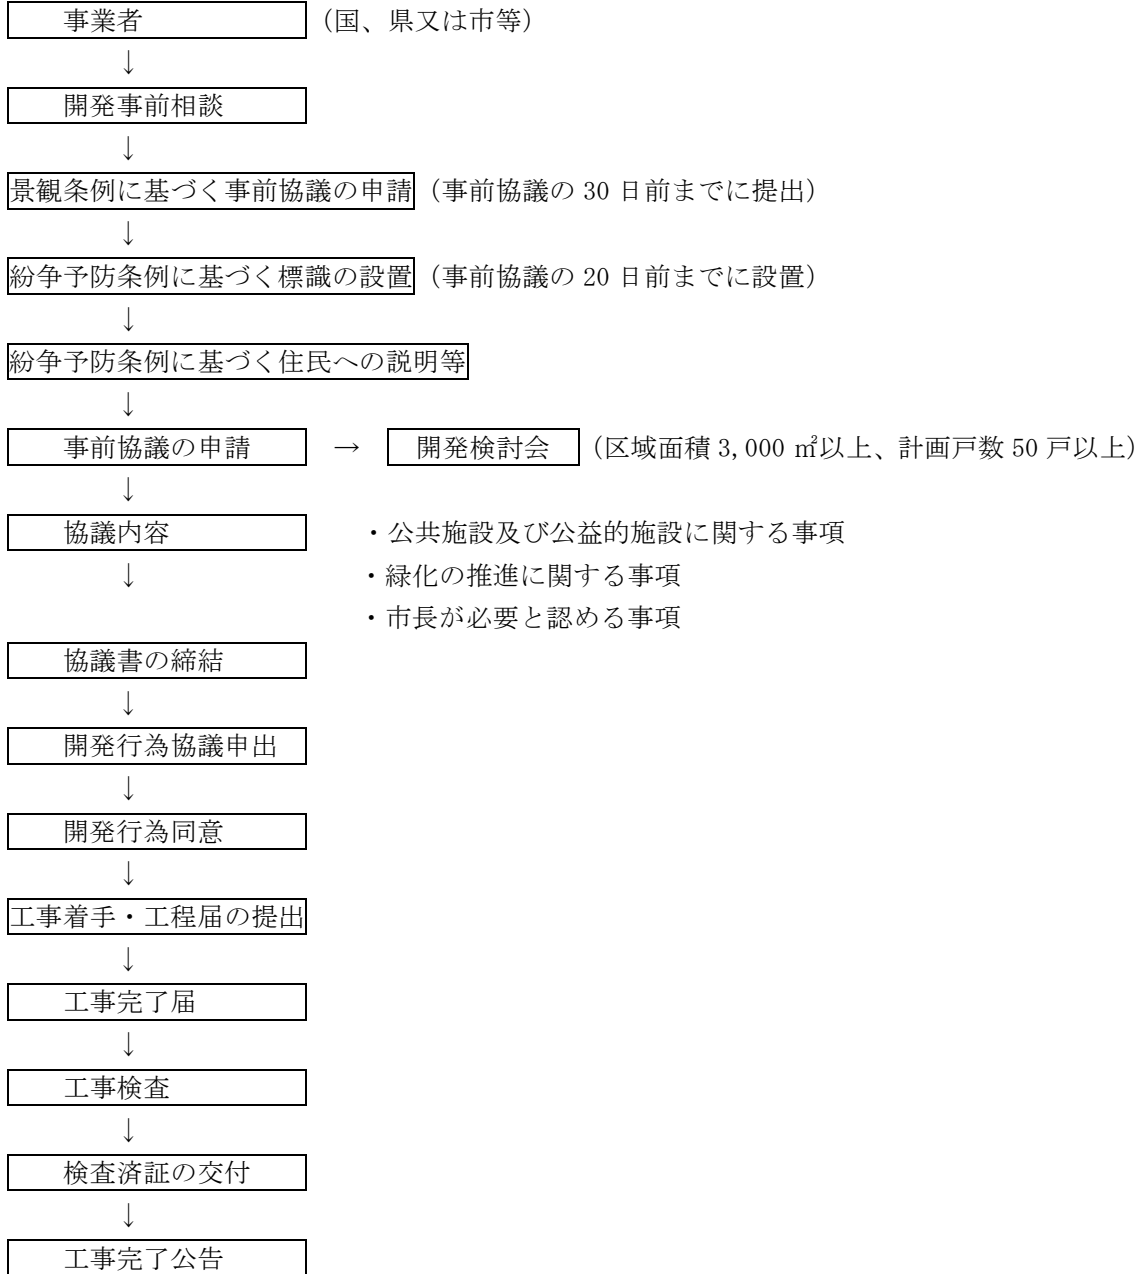 事業者 (国、県又は市等)
↓
開発事前相談
↓
景観条例に基づく事前協議の申請 (事前協議の 30 日前までに提出)
↓
紛争予防条例に基づく標識の設置 (事前協議の 20 日前までに設置)
↓
紛争予防条例に基づく住民への説明等
↓
事前協議の申請 → 開発検討会 (区域面積 3,000 ㎡以上、計画戸数 50 戸以上)
↓
協議内容 ・公共施設及び公益的施設に関する事項
↓ ・緑化の推進に関する事項
・市長が必要と認める事項
協議書の締結
↓
開発行為協議申出
↓
開発行為同意
↓
工事着手・工程届の提出
↓
工事完了届
↓
工事検査
↓
検査済証の交付
↓
工事完了公告